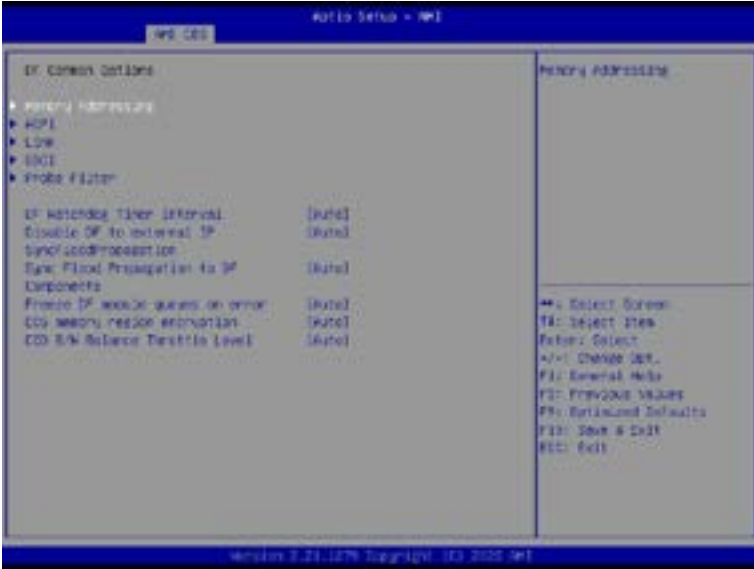 Aptio Setup - AMI
AMD CBS
DF Common Options
Memory Addressing
Memory Addressing
ACPI
Link
Probe Filter
DF Watchdog Timer Interval [Auto]
Disable DF to external IP [Auto]
SyncFloodPropagation
Sync Flood Propagation to DF [Auto]
Components
Freeze DF module queues on error [Auto]
CC6 memory region encryption [Auto]
CCD B/W Balance Throttle Level [Auto]
: Select Screen
: Select Item
Enter: Select
+/-: Change Opt.
F1: General Help
F2: Previous Values
F9: Optimized Defaults
F10: Save & Exit
ESC: Exit
Version Copyright (C) 2025 AMI